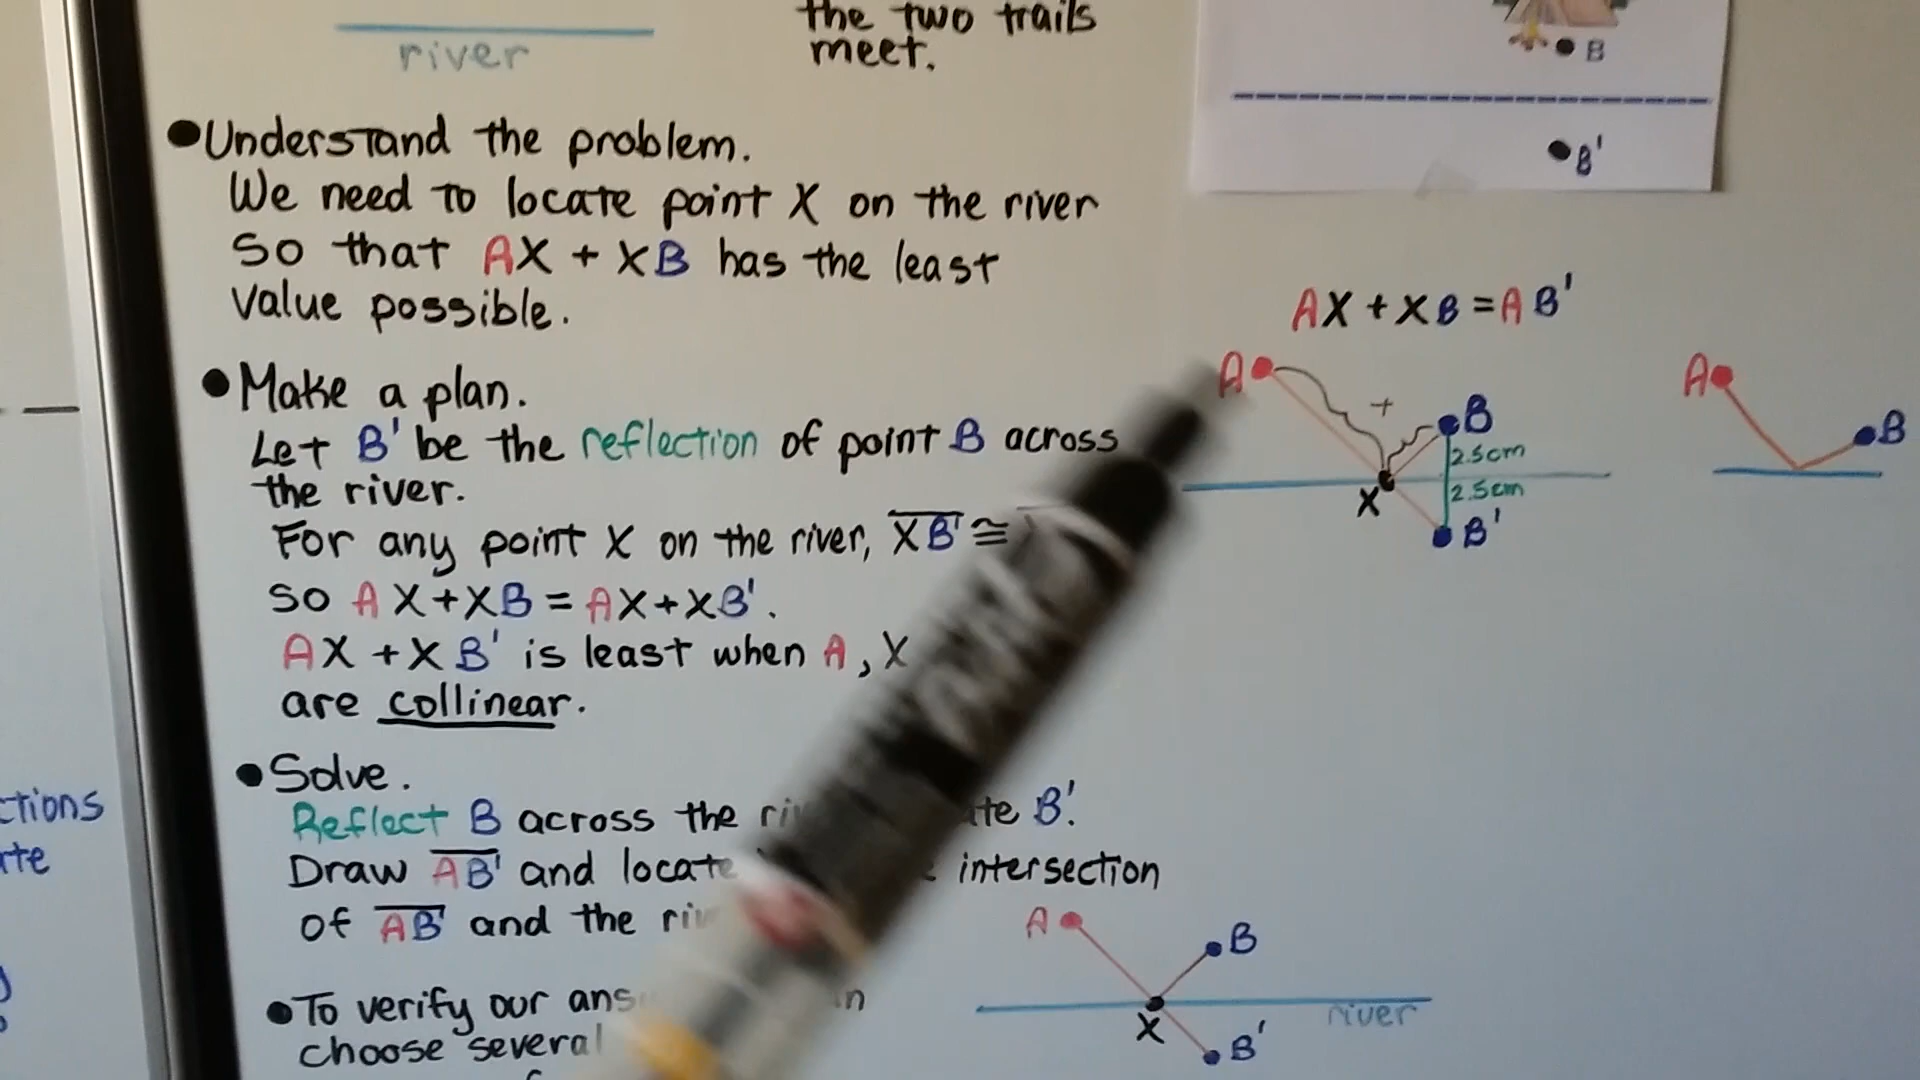 the two trails
meet.
river
B
B'
●Understand the problem.
We need to locate point X on the river
So that AX + XB has the least
Value possible.
●Make a plan.
Let B' be the reflection of point B across
the river.
For any point X on the river, XB' ≅
so AX+XB = AX+XB'.
AX + XB' is least when A, X
are collinear.
●Solve.
Reflect B across the B'.
Draw AB' and locate intersection
of AB' and the
●To verify our
choose several
AX + XB = AB'
A
+
B
2.5cm
2.5cm
X
B'
A
B
A
B
river
X
B'
ctions